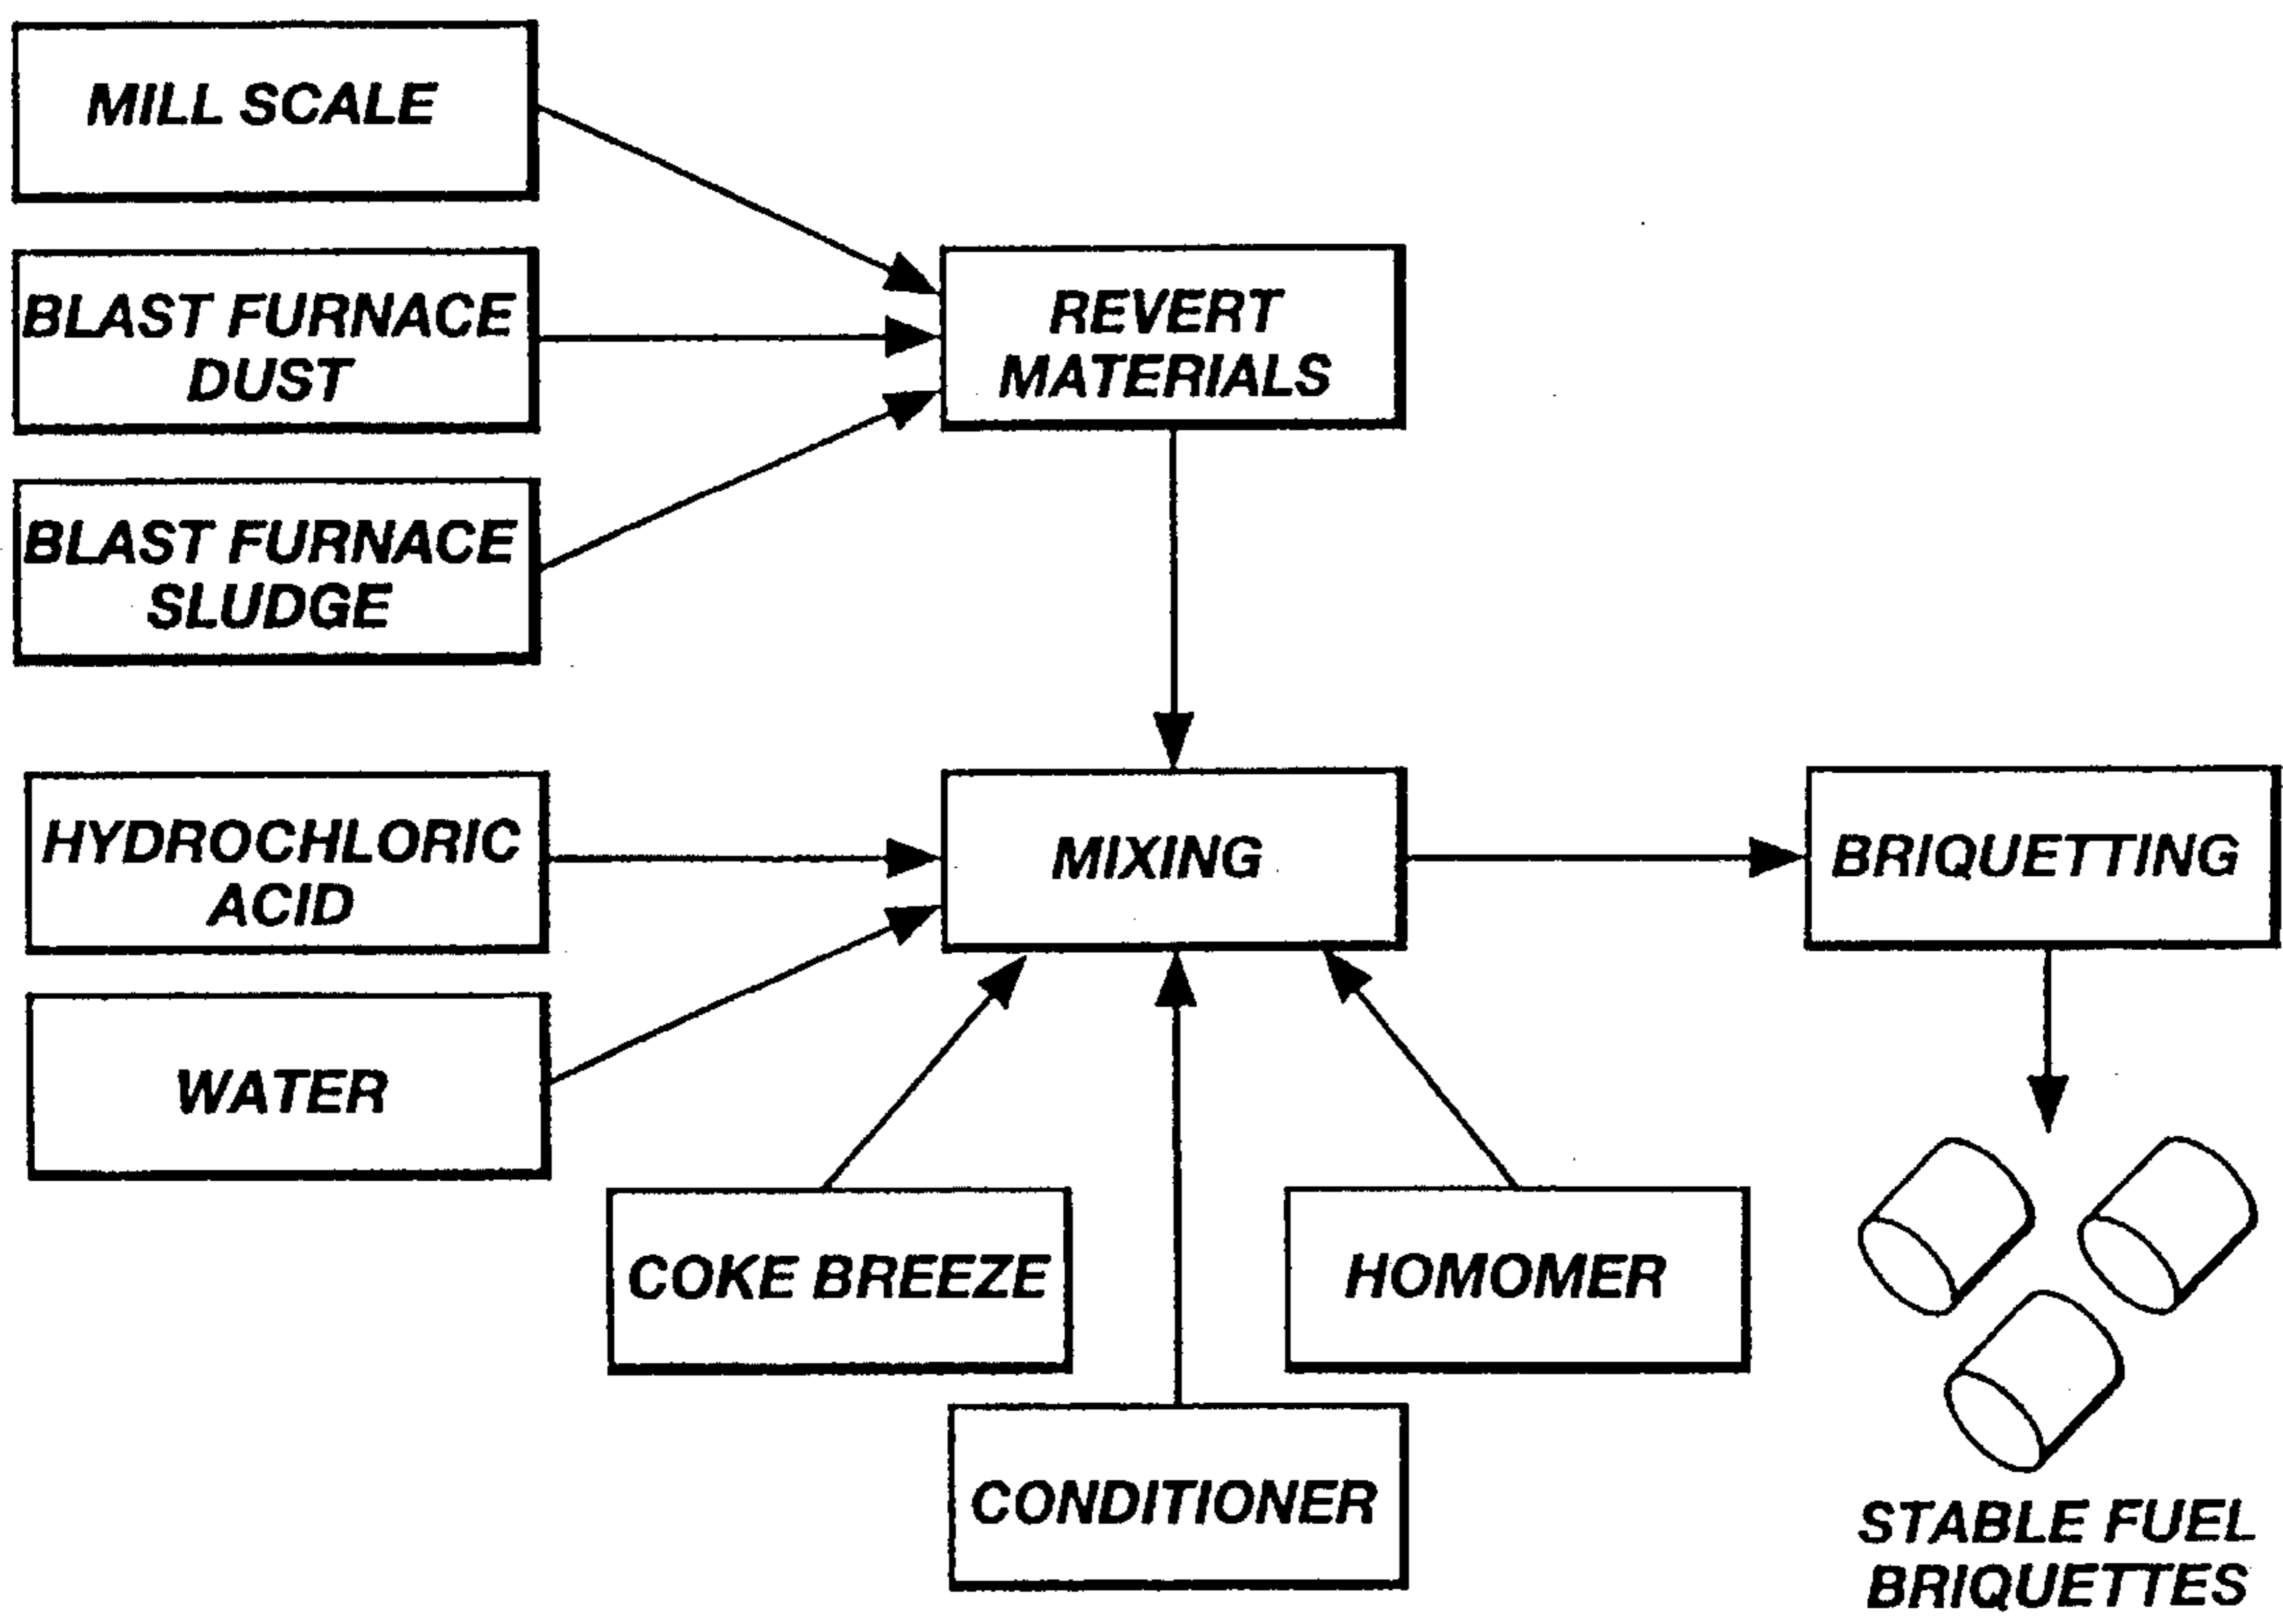 MILL SCALE
BLAST FURNACE
DUST
BLAST FURNACE
SLUDGE
REVERT
MATERIALS
HYDROCHLORIC
ACID
MIXING
BRIQUETTING
WATER
COKE BREEZE
HOMOMER
CONDITIONER
STABLE FUEL
BRIQUETTES